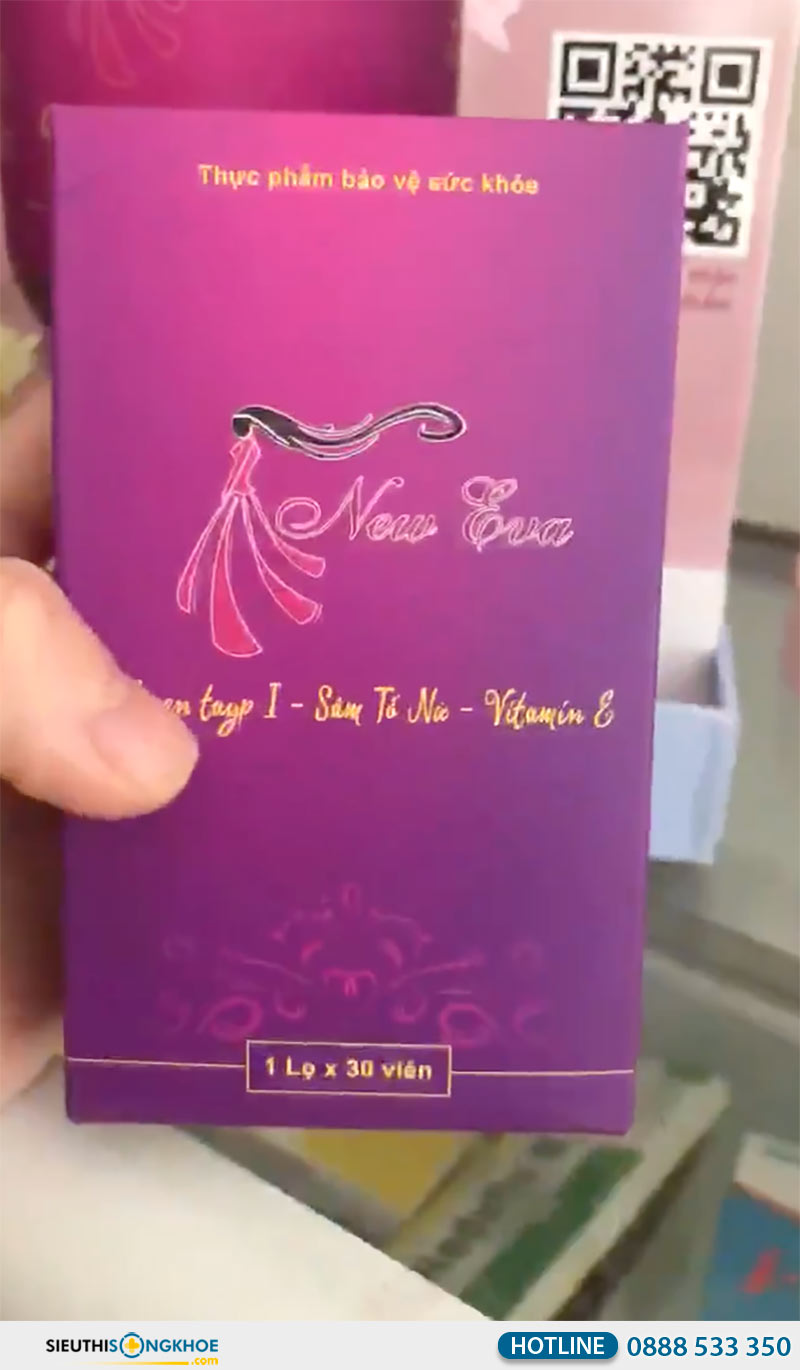 Thực phẩm bảo vệ sức khỏe
New Eva
tayp I - Sâm Tố Nữ - Vitamin E
1 Lọ x 30 viên
SIEUTHISONGKHOE
.com
HOTLINE 0888 533 350